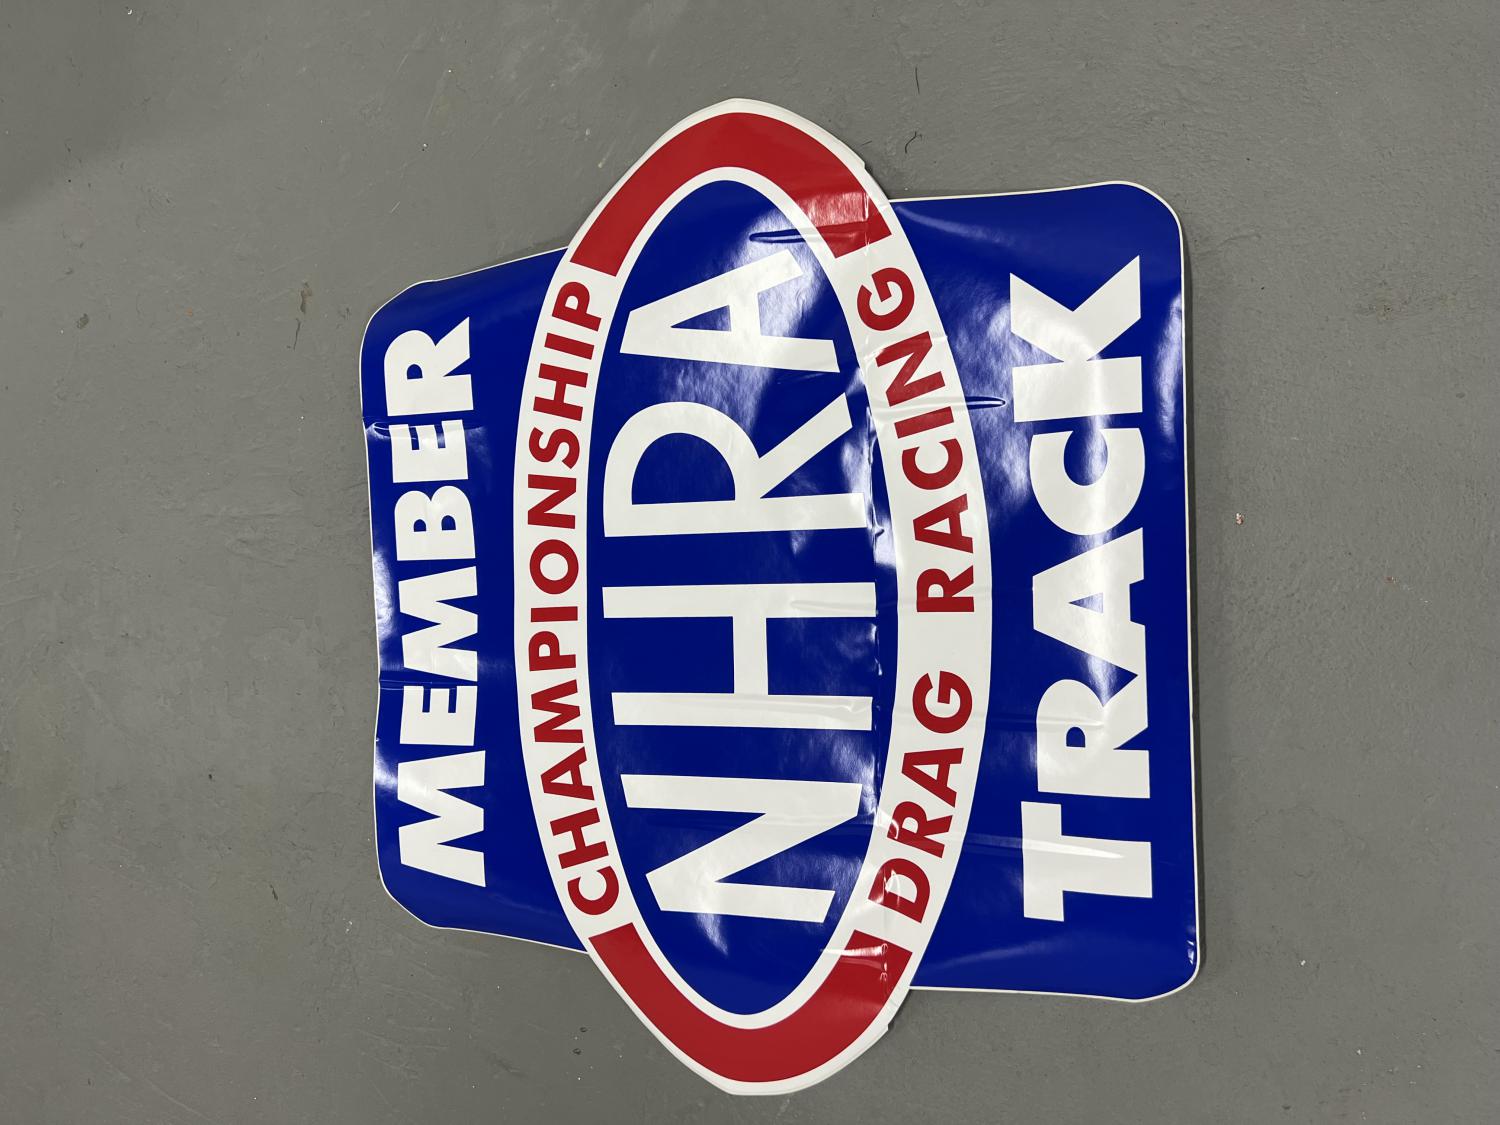 MEMBER
CHAMPIONSHIP
NHRA
DRAG RACING
TRACK